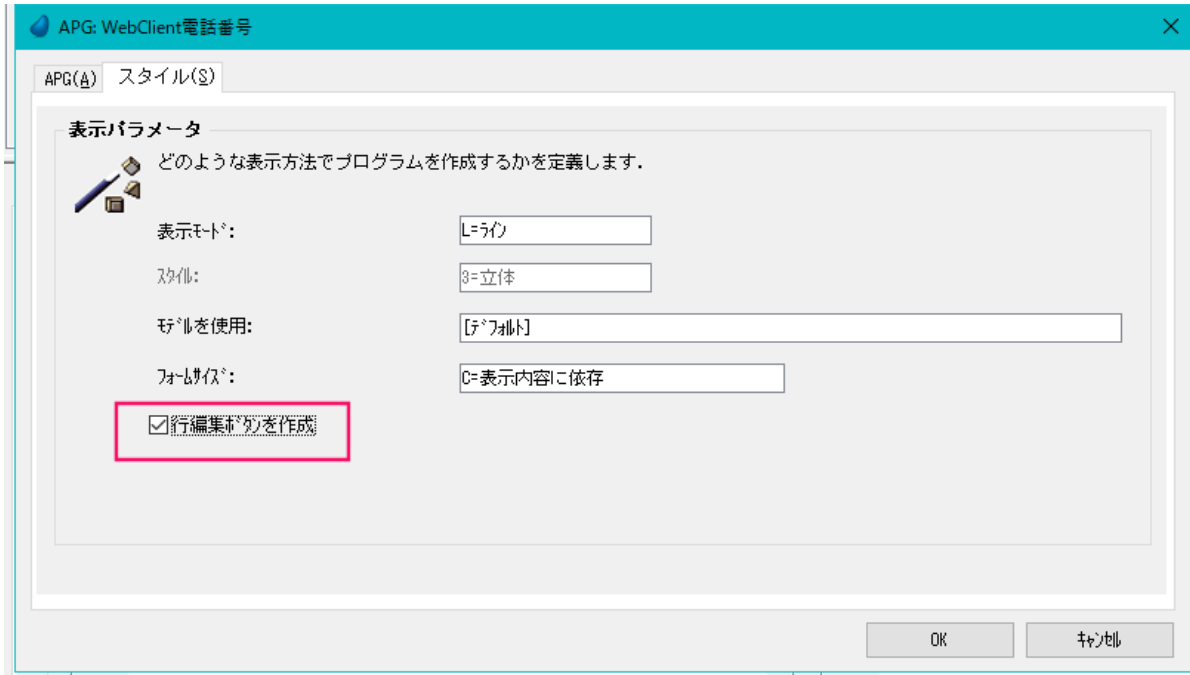 APG: WebClient電話番号
APG(A) スタイル(S)
表示パラメータ
どのような表示方法でプログラムを作成するかを定義します.
表示ﾓｰﾄﾞ: L=ﾗｲﾝ
ｽﾀｲﾙ: 3=立体
ﾓﾃﾞﾙを使用: [ﾃﾞﾌｫﾙﾄ]
ﾌｫｰﾑｻｲｽﾞ: C=表示内容に依存
行編集ﾎﾞﾀﾝを作成
OK ｷｬﾝｾﾙ